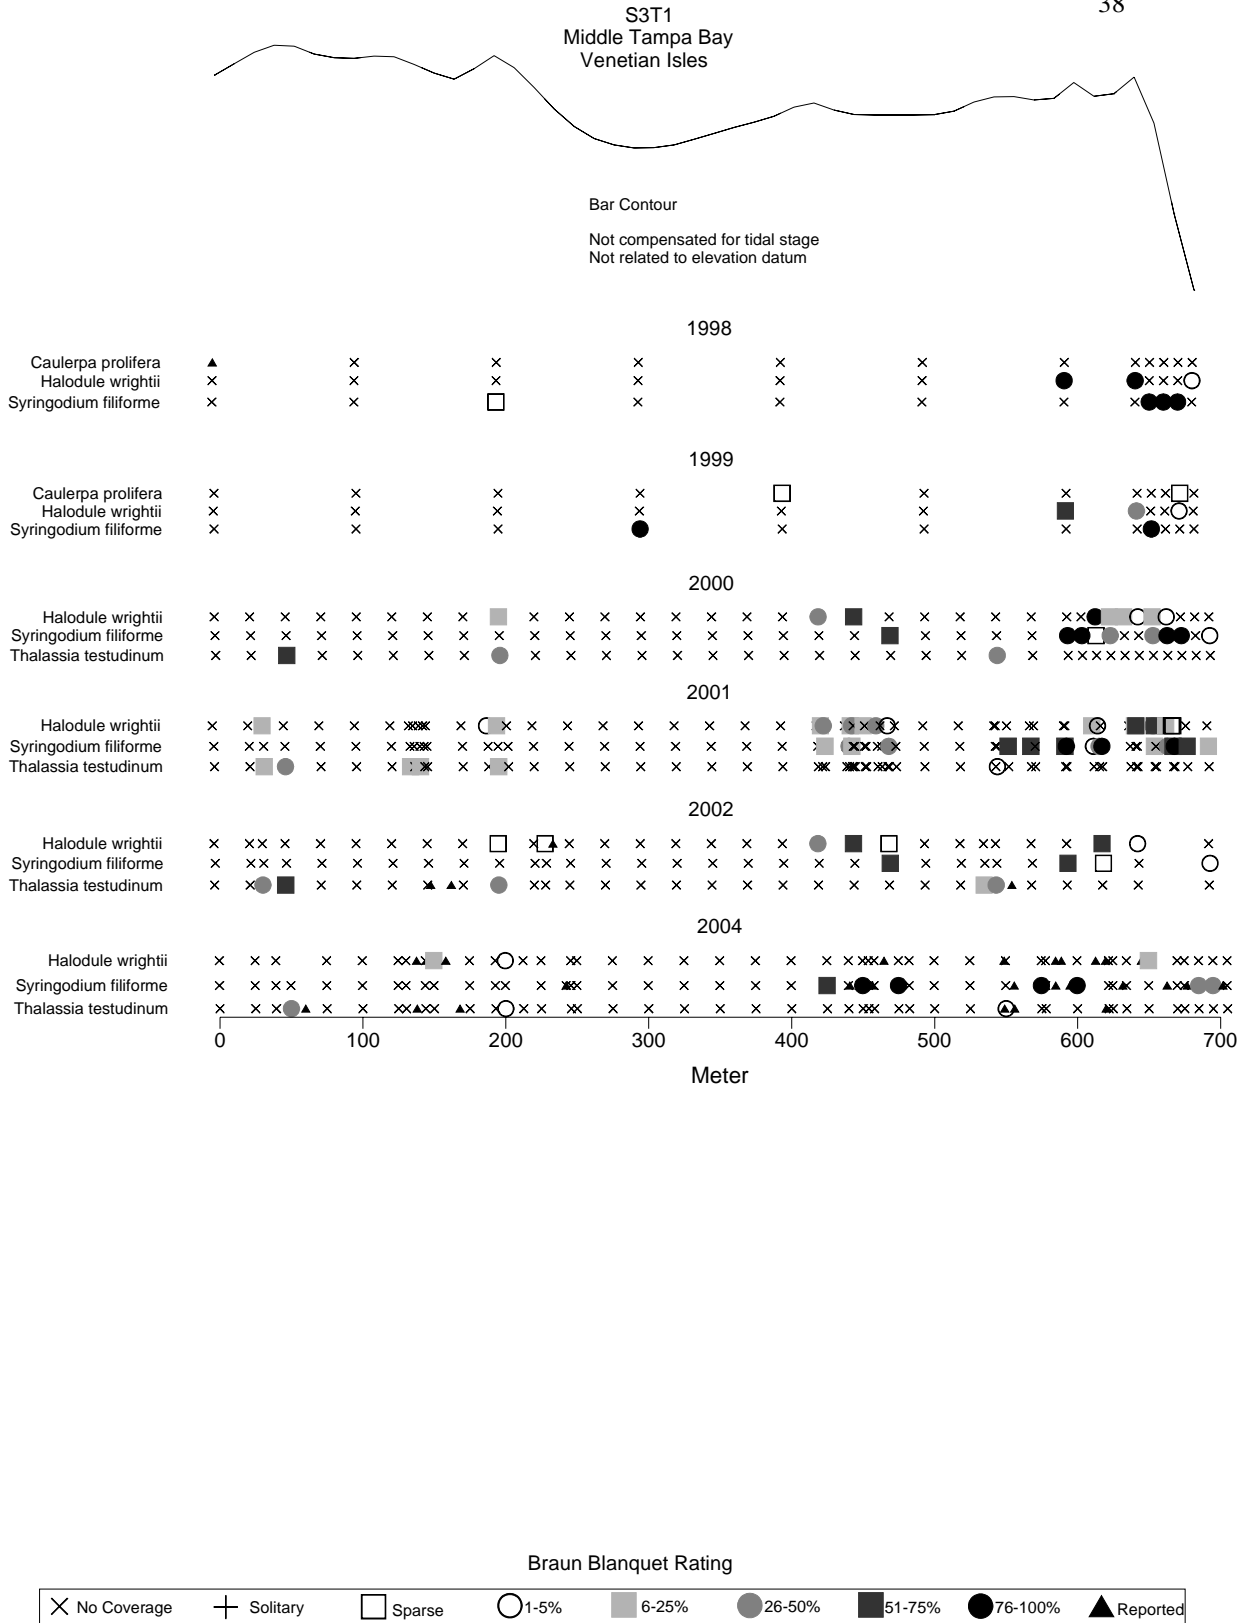 38
S3T1
Middle Tampa Bay
Venetian Isles
Bar Contour
Not compensated for tidal stage
Not related to elevation datum
1998
Caulerpa prolifera
Halodule wrightii
Syringodium filiforme
1999
Caulerpa prolifera
Halodule wrightii
Syringodium filiforme
2000
Halodule wrightii
Syringodium filiforme
Thalassia testudinum
2001
Halodule wrightii
Syringodium filiforme
Thalassia testudinum
2002
Halodule wrightii
Syringodium filiforme
Thalassia testudinum
2004
Halodule wrightii
Syringodium filiforme
Thalassia testudinum
0 100 200 300 400 500 600 700
Meter
Braun Blanquet Rating
No Coverage Solitary Sparse 1-5% 6-25% 26-50% 51-75% 76-100% Reported